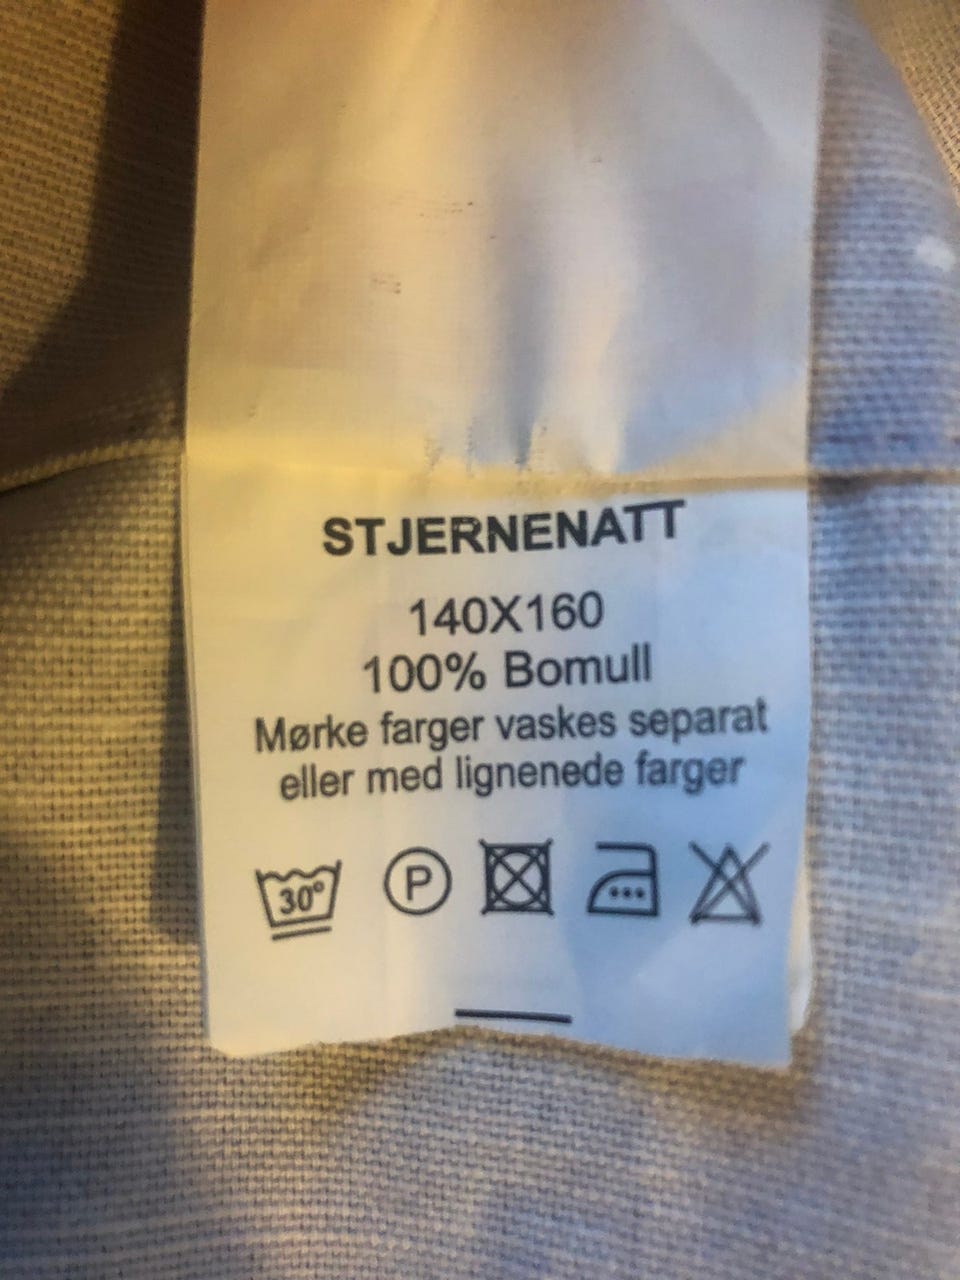 STJERNENATT
140X160
100% Bomull
Mørke farger vaskes separat
eller med lignenede farger
30° P